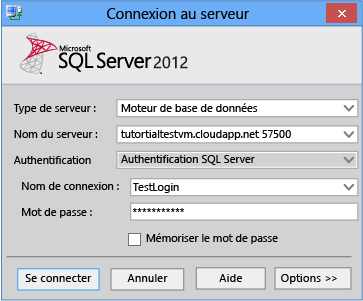 Connexion au serveur
Microsoft
SQL Server 2012
Type de serveur : Moteur de base de données
Nom du serveur : tutortialtestvm.cloudapp.net 57500
Authentification Authentification SQL Server
Nom de connexion : TestLogin
Mot de passe : ***********
Mémoriser le mot de passe
Se connecter Annuler Aide Options >>